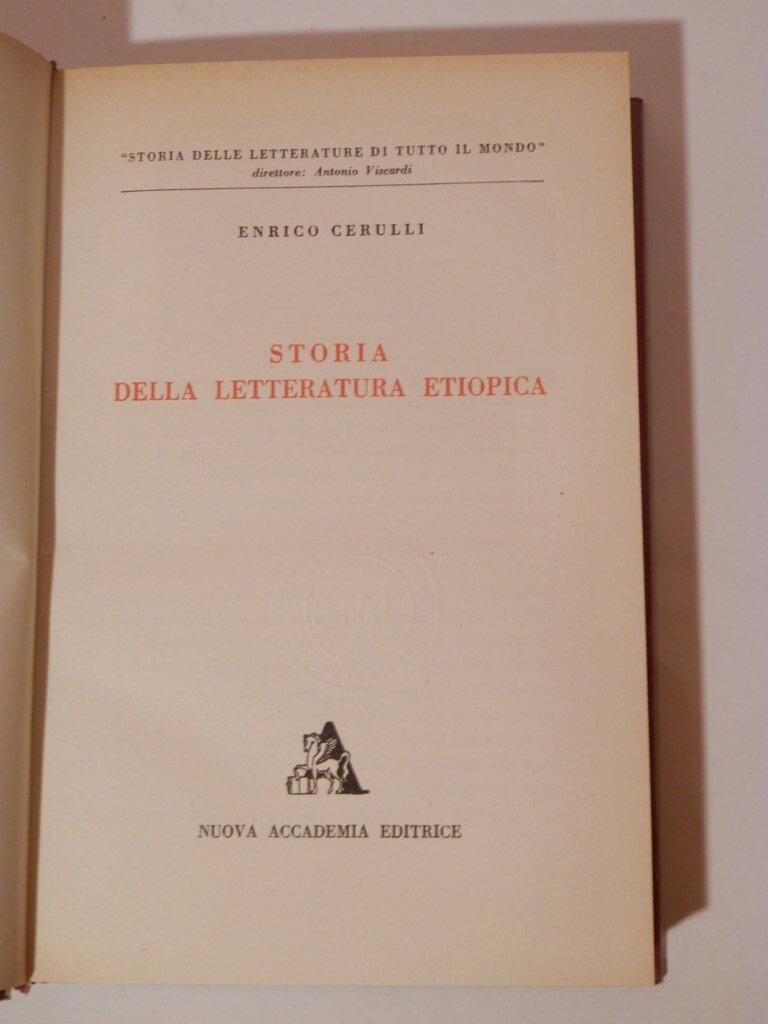 "STORIA DELLE LETTERATURE DI TUTTO IL MONDO"
direttore: Antonio Viscardi
ENRICO CERULLI
STORIA
DELLA LETTERATURA ETIOPICA
A
NUOVA ACCADEMIA EDITRICE